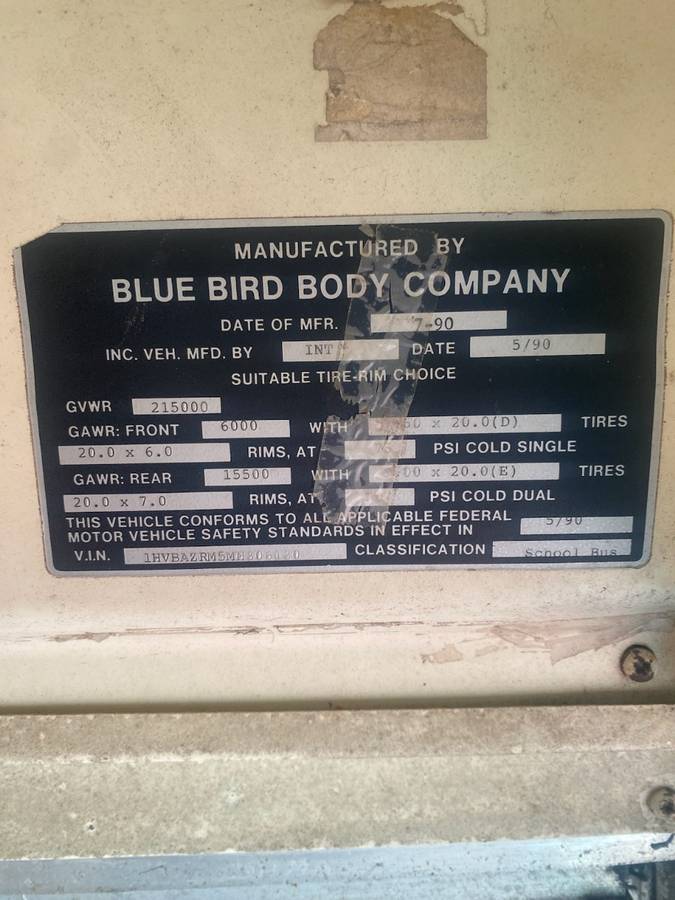 MANUFACTURED BY
BLUE BIRD BODY COMPANY
DATE OF MFR. 7-90
INC. VEH. MFD. BY INT DATE 5/90
SUITABLE TIRE-RIM CHOICE
GVWR 215000
GAWR: FRONT 6000 WITH x 20.0(D) TIRES
20.0 x 6.0 RIMS, AT PSI COLD SINGLE
GAWR: REAR 15500 WITH x 20.0(E) TIRES
20.0 x 7.0 RIMS, AT PSI COLD DUAL
THIS VEHICLE CONFORMS TO ALL APPLICABLE FEDERAL
MOTOR VEHICLE SAFETY STANDARDS IN EFFECT IN 5/90
V.I.N. CLASSIFICATION School Bus